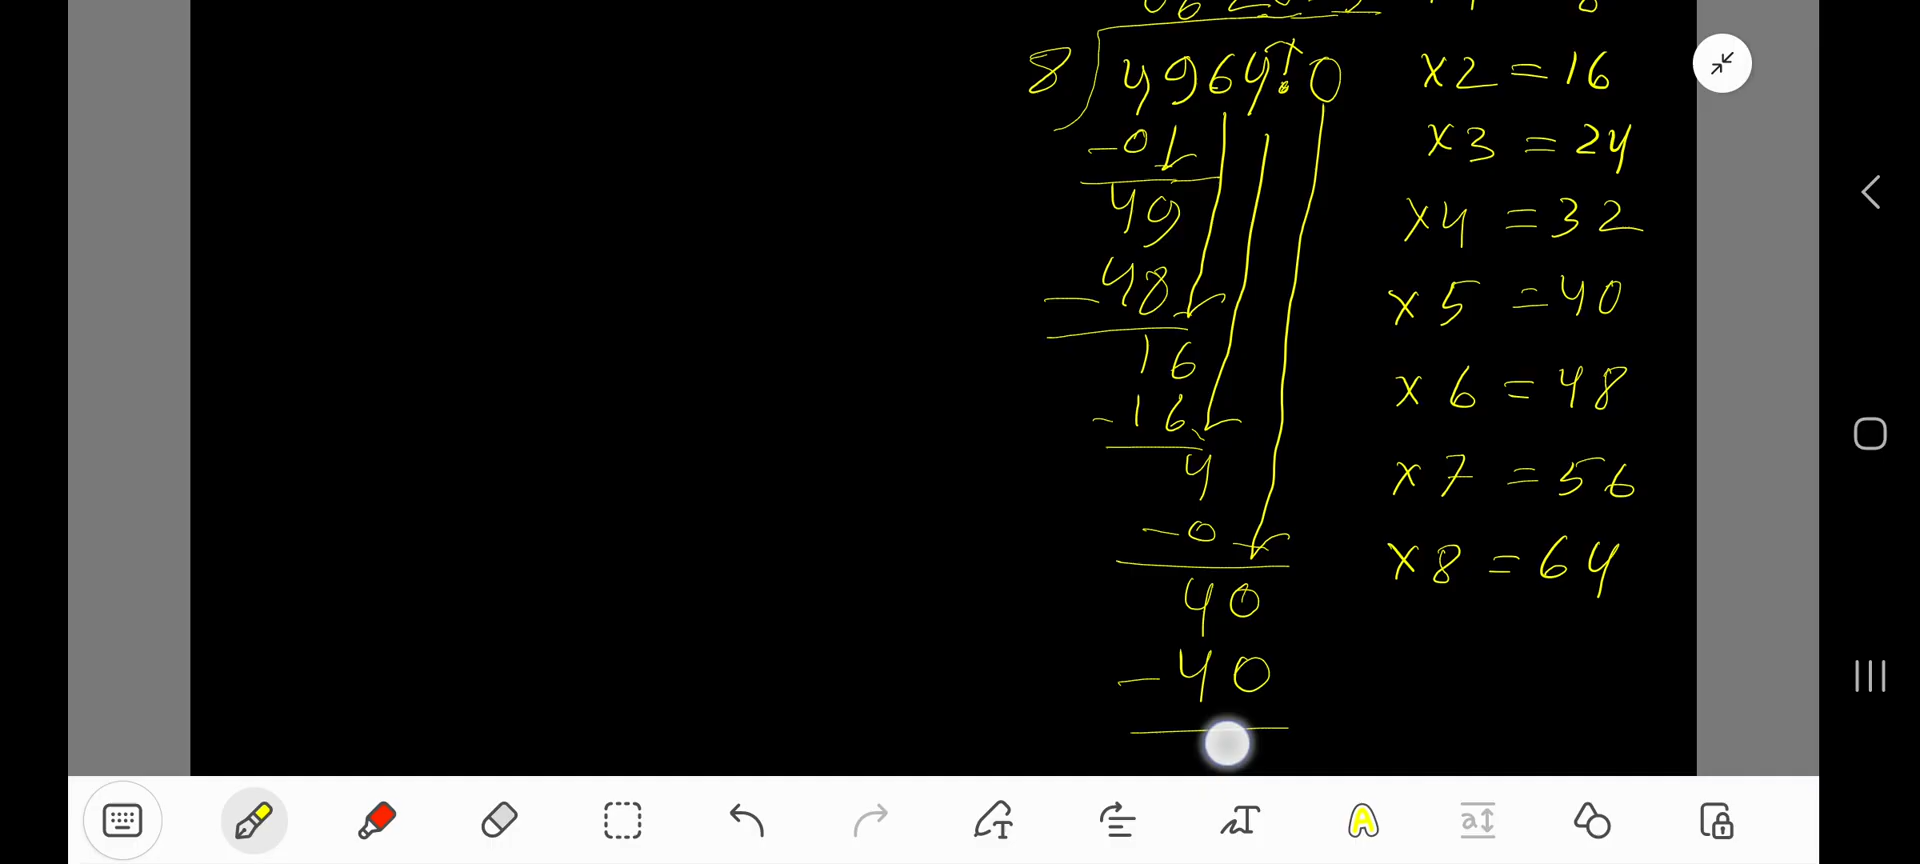 8 4964.0
x2 = 16
-0
x3 = 24
49
x4 = 32
-48
x5 = 40
16
x6 = 48
-16
4
x7 = 56
-0
x8 = 64
40
-40